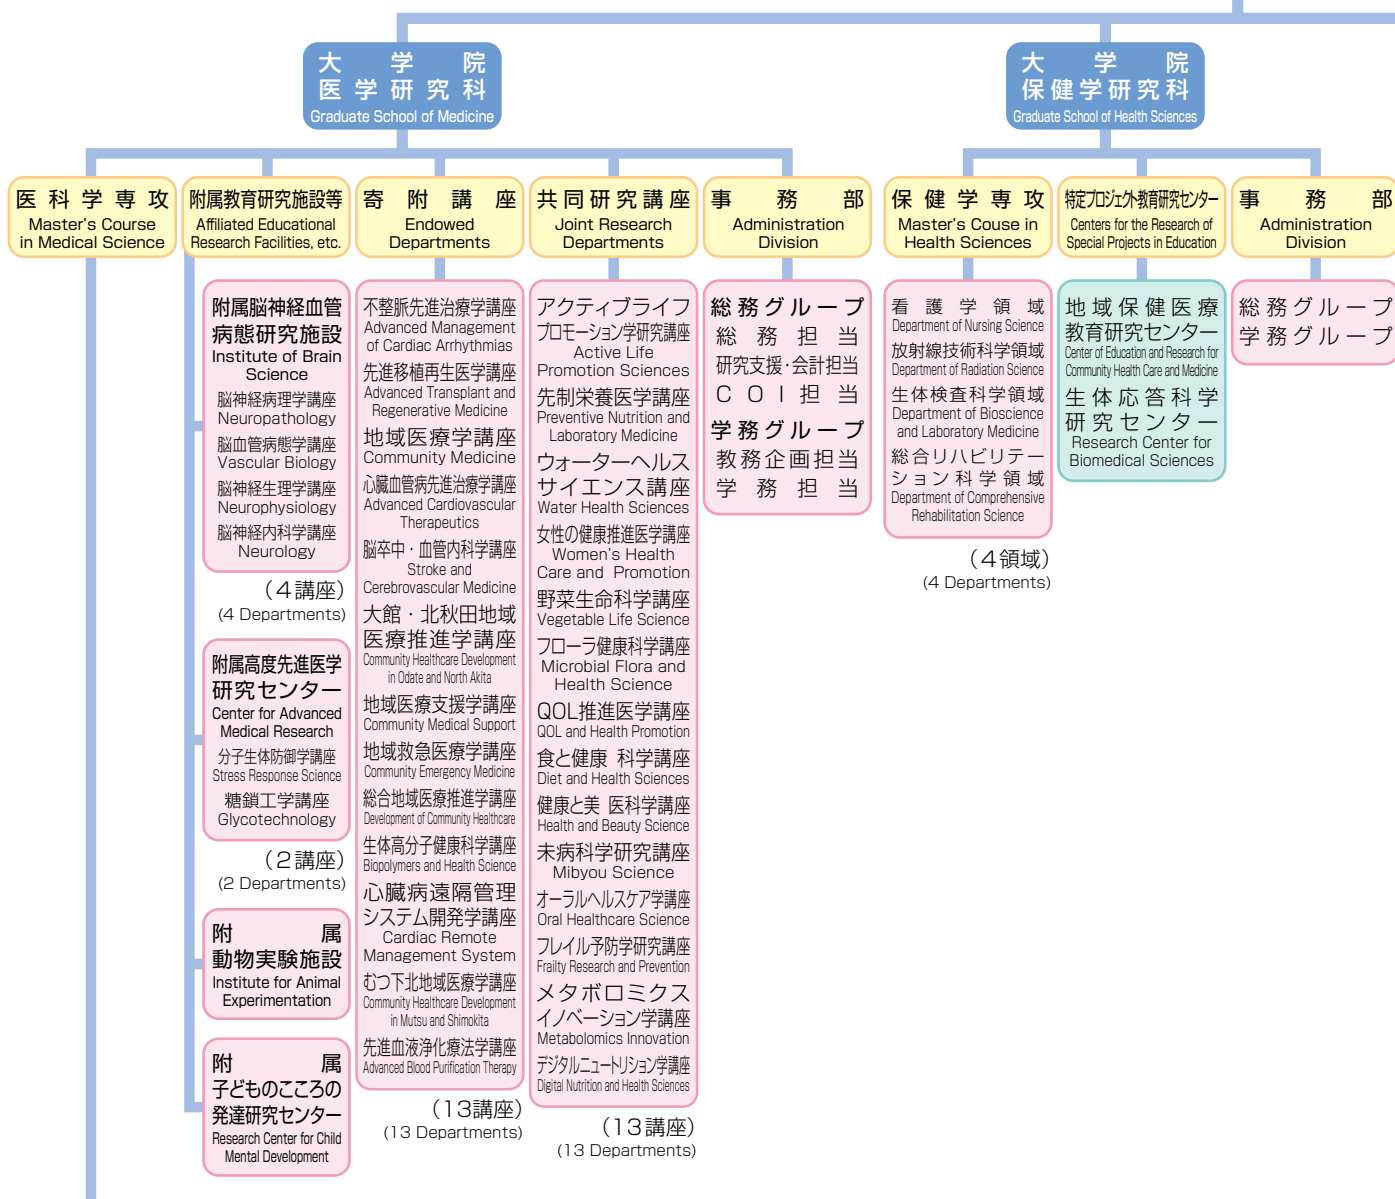 大学院
医学研究科
Graduate School of Medicine
大学院
保健学研究科
Graduate School of Health Sciences
医科学専攻
Master's Course
in Medical Science
附属教育研究施設等
Affiliated Educational
Research Facilities, etc.
寄附講座
Endowed
Departments
共同研究講座
Joint Research
Departments
事務部
Administration
Division
保健学専攻
Master's Couse in
Health Sciences
特定プロジェクト教育研究センター
Centers for the Research of
Special Projects in Education
事務部
Administration
Division
附属脳神経血管
病態研究施設
Institute of Brain
Science
脳神経病理学講座
Neuropathology
脳血管病態学講座
Vascular Biology
脳神経生理学講座
Neurophysiology
脳神経内科学講座
Neurology
(4講座)
(4 Departments)
附属高度先進医学
研究センター
Center for Advanced
Medical Research
分子生体防御学講座
Stress Response Science
糖鎖工学講座
Glycotechnology
(2講座)
(2 Departments)
附属
動物実験施設
Institute for Animal
Experimentation
附属
子どものこころの
発達研究センター
Research Center for Child
Mental Development
不整脈先進治療学講座
Advanced Management
of Cardiac Arrhythmias
先進移植再生医学講座
Advanced Transplant and
Regenerative Medicine
地域医療学講座
Community Medicine
心臓血管病先進治療学講座
Advanced Cardiovascular
Therapeutics
脳卒中・血管内科学講座
Stroke and
Cerebrovascular Medicine
大館・北秋田地域
医療推進学講座
Community Healthcare Development
in Odate and North Akita
地域医療支援学講座
Community Medical Support
地域救急医療学講座
Community Emergency Medicine
総合地域医療推進学講座
Development of Community Healthcare
生体高分子健康科学講座
Biopolymers and Health Science
心臓病遠隔管理
システム開発学講座
Cardiac Remote
Management System
むつ下北地域医療学講座
Community Healthcare Development
in Mutsu and Shimokita
先進血液浄化療法学講座
Advanced Blood Purification Therapy
(13講座)
(13 Departments)
アクティブライフ
プロモーション学研究講座
Active Life
Promotion Sciences
先制栄養医学講座
Preventive Nutrition and
Laboratory Medicine
ウォーターヘルス
サイエンス講座
Water Health Sciences
女性の健康推進医学講座
Women's Health
Care and Promotion
野菜生命科学講座
Vegetable Life Science
フローラ健康科学講座
Microbial Flora and
Health Science
QOL推進医学講座
QOL and Health Promotion
食と健康 科学講座
Diet and Health Sciences
健康と美 医科学講座
Health and Beauty Science
未病科学研究講座
Mibyou Science
オーラルヘルスケア学講座
Oral Healthcare Science
フレイル予防学研究講座
Frailty Research and Prevention
メタボロミクス
イノベーション学講座
Metabolomics Innovation
デジタルニュートリション学講座
Digital Nutrition and Health Sciences
(13講座)
(13 Departments)
総務グループ
総務担当
研究支援・会計担当
COI担当
学務グループ
教務企画担当
学務担当
看護学領域
Department of Nursing Science
放射線技術科学領域
Department of Radiation Science
生体検査科学領域
Department of Bioscience
and Laboratory Medicine
総合リハビリテー
ション科学領域
Department of Comprehensive
Rehabilitation Science
(4領域)
(4 Departments)
地域保健医療
教育研究センター
Center of Education and Research for
Community Health Care and Medicine
生体応答科学
研究センター
Research Center for
Biomedical Sciences
総務グループ
学務グループ